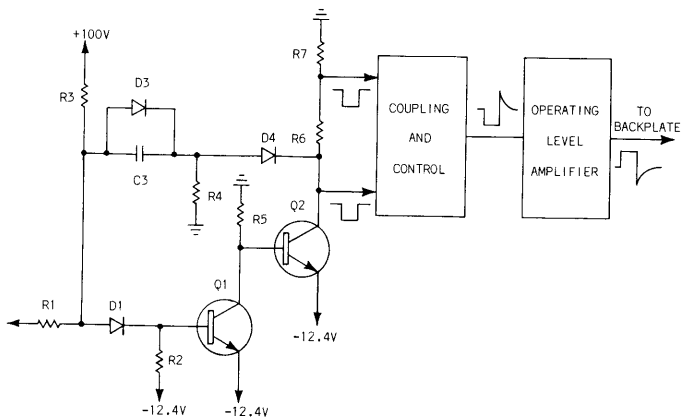 +100V
R3
D3
C3
R4
D4
R7
R6
R5
Q2
Q1
R1
D1
R2
-12.4V
-12.4V
-12.4V
COUPLING
AND
CONTROL
OPERATING
LEVEL
AMPLIFIER
TO
BACKPLATE